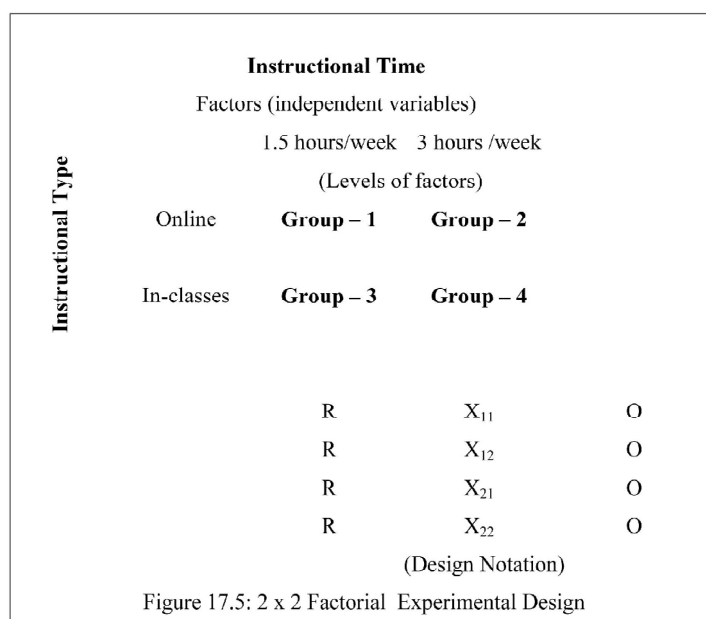 Instructional Time
Factors (independent variables)
1.5 hours/week 3 hours /week
(Levels of factors)
Instructional Type
Online Group – 1 Group – 2
In-classes Group – 3 Group – 4
R X₁₁ O
R X₁₂ O
R X₂₁ O
R X₂₂ O
(Design Notation)
Figure 17.5: 2 x 2 Factorial Experimental Design